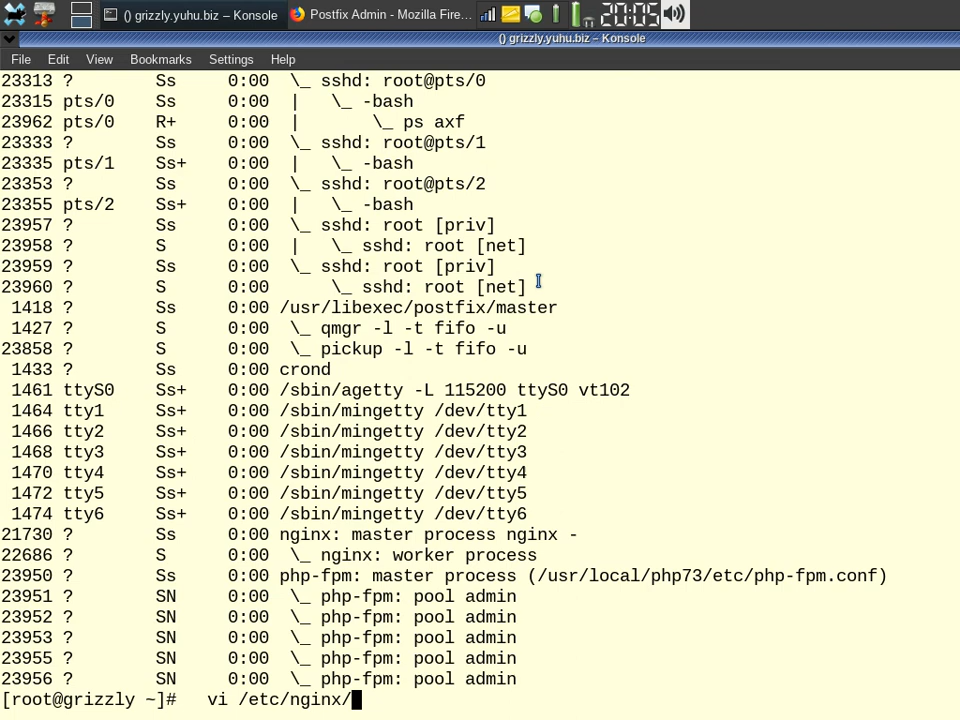 () grizzly.yuhu.biz – Konsole
Postfix Admin - Mozilla Fire...
20:05
() grizzly.yuhu.biz – Konsole
File Edit View Bookmarks Settings Help
23313 ?        Ss     0:00  \_ sshd: root@pts/0
23315 pts/0    Ss     0:00  |   \_ -bash
23962 pts/0    R+     0:00  |       \_ ps axf
23333 ?        Ss     0:00  \_ sshd: root@pts/1
23335 pts/1    Ss+    0:00  |   \_ -bash
23353 ?        Ss     0:00  \_ sshd: root@pts/2
23355 pts/2    Ss+    0:00  |   \_ -bash
23957 ?        Ss     0:00  \_ sshd: root [priv]
23958 ?        S      0:00  |   \_ sshd: root [net]
23959 ?        Ss     0:00  \_ sshd: root [priv]
23960 ?        S      0:00      \_ sshd: root [net]
 1418 ?        Ss     0:00 /usr/libexec/postfix/master
 1427 ?        S      0:00  \_ qmgr -l -t fifo -u
23858 ?        S      0:00  \_ pickup -l -t fifo -u
 1433 ?        Ss     0:00 crond
 1461 ttyS0    Ss+    0:00 /sbin/agetty -L 115200 ttyS0 vt102
 1464 tty1     Ss+    0:00 /sbin/mingetty /dev/tty1
 1466 tty2     Ss+    0:00 /sbin/mingetty /dev/tty2
 1468 tty3     Ss+    0:00 /sbin/mingetty /dev/tty3
 1470 tty4     Ss+    0:00 /sbin/mingetty /dev/tty4
 1472 tty5     Ss+    0:00 /sbin/mingetty /dev/tty5
 1474 tty6     Ss+    0:00 /sbin/mingetty /dev/tty6
21730 ?        Ss     0:00 nginx: master process nginx -
22686 ?        S      0:00  \_ nginx: worker process
23950 ?        Ss     0:00 php-fpm: master process (/usr/local/php73/etc/php-fpm.conf)
23951 ?        SN     0:00  \_ php-fpm: pool admin
23952 ?        SN     0:00  \_ php-fpm: pool admin
23953 ?        SN     0:00  \_ php-fpm: pool admin
23955 ?        SN     0:00  \_ php-fpm: pool admin
23956 ?        SN     0:00  \_ php-fpm: pool admin
[root@grizzly ~]#   vi /etc/nginx/